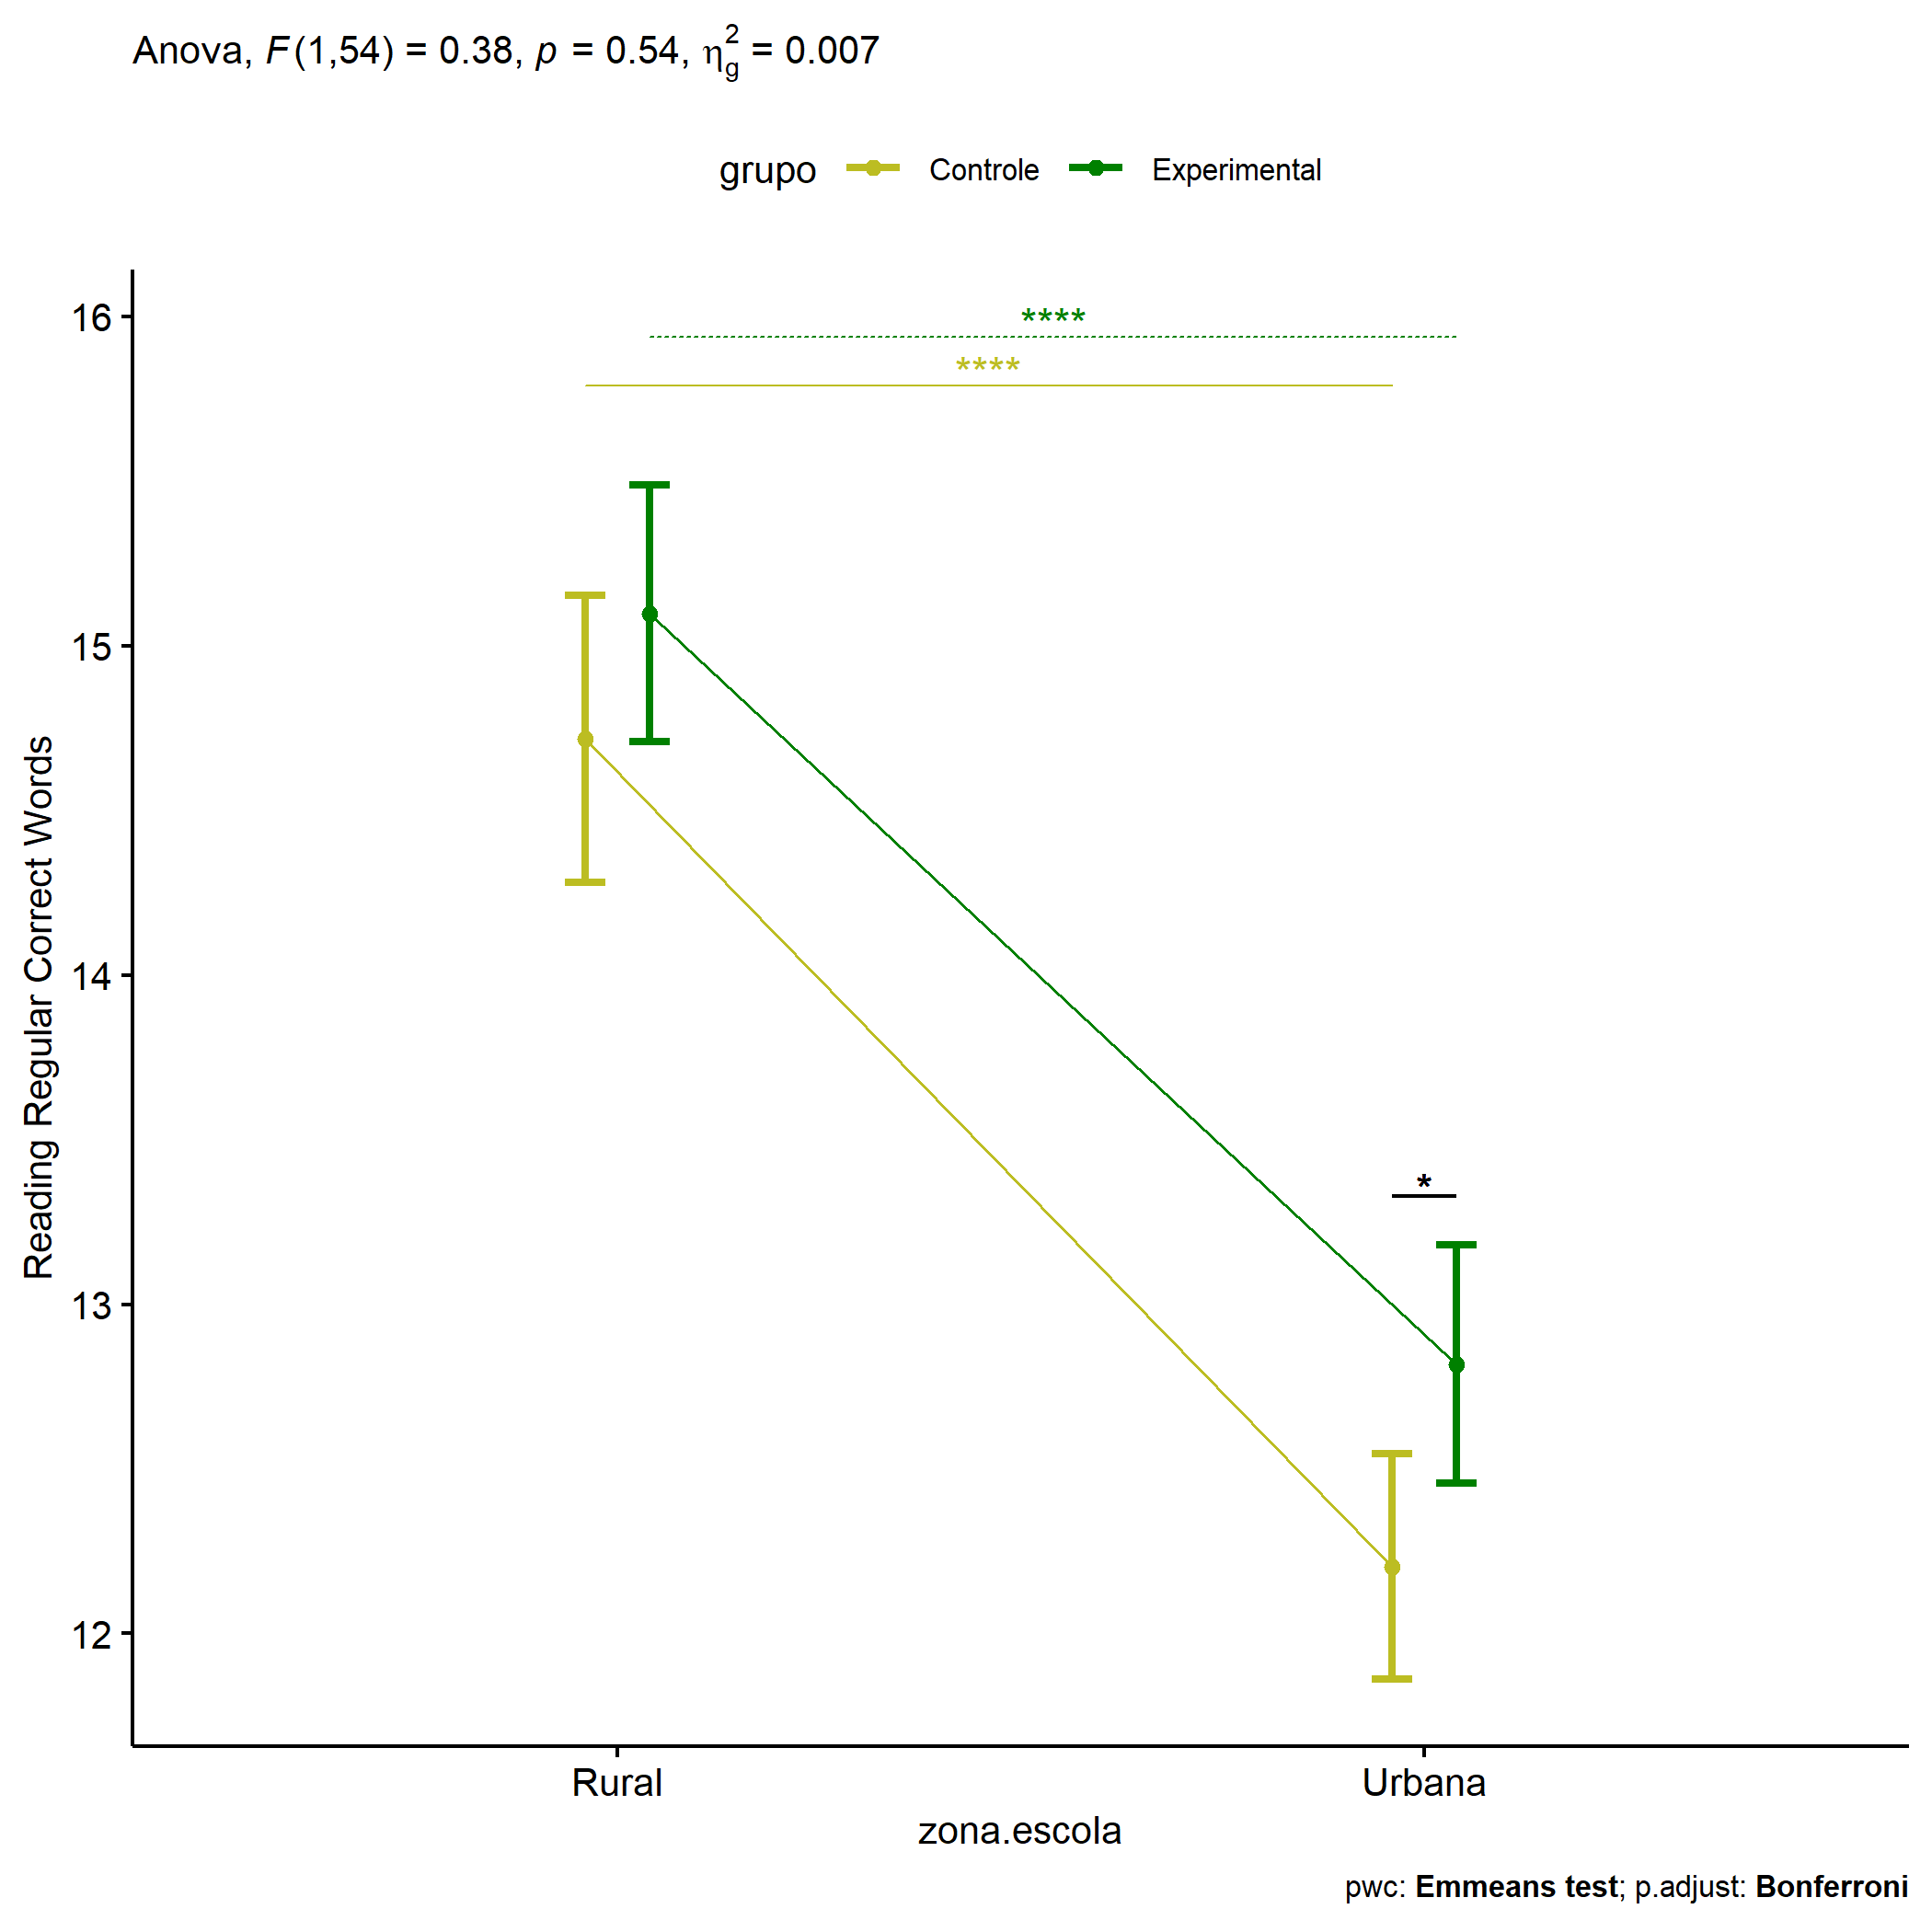 Anova, F(1,54) = 0.38, p = 0.54, η²g = 0.007
grupo Controle Experimental
16
****
****
15
14
13
12
*
Reading Regular Correct Words
Rural Urbana
zona.escola
pwc: Emmeans test; p.adjust: Bonferroni